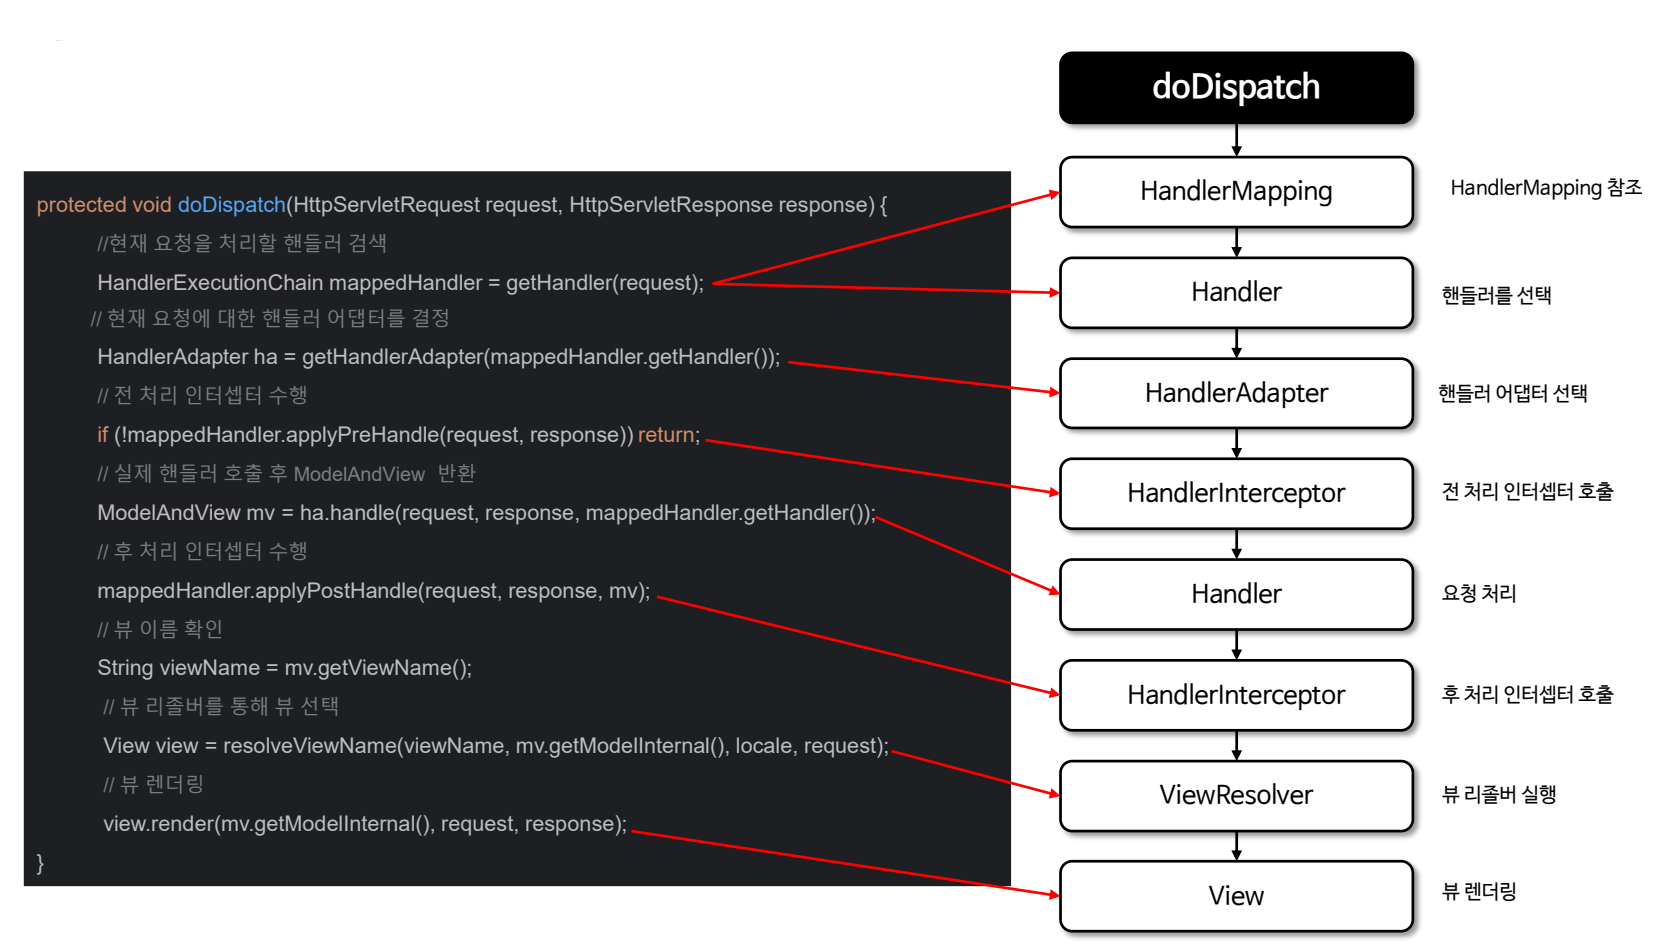 protected void doDispatch(HttpServletRequest request, HttpServletResponse response) {
//현재 요청을 처리할 핸들러 검색
HandlerExecutionChain mappedHandler = getHandler(request);
// 현재 요청에 대한 핸들러 어댑터를 결정
HandlerAdapter ha = getHandlerAdapter(mappedHandler.getHandler());
// 전 처리 인터셉터 수행
if (!mappedHandler.applyPreHandle(request, response)) return;
// 실제 핸들러 호출 후 ModelAndView 반환
ModelAndView mv = ha.handle(request, response, mappedHandler.getHandler());
// 후 처리 인터셉터 수행
mappedHandler.applyPostHandle(request, response, mv);
// 뷰 이름 확인
String viewName = mv.getViewName();
// 뷰 리졸버를 통해 뷰 선택
View view = resolveViewName(viewName, mv.getModelInternal(), locale, request);
// 뷰 렌더링
view.render(mv.getModelInternal(), request, response);
}
doDispatch
HandlerMapping
HandlerMapping 참조
Handler
핸들러를 선택
HandlerAdapter
핸들러 어댑터 선택
HandlerInterceptor
전 처리 인터셉터 호출
Handler
요청 처리
HandlerInterceptor
후 처리 인터셉터 호출
ViewResolver
뷰 리졸버 실행
View
뷰 렌더링